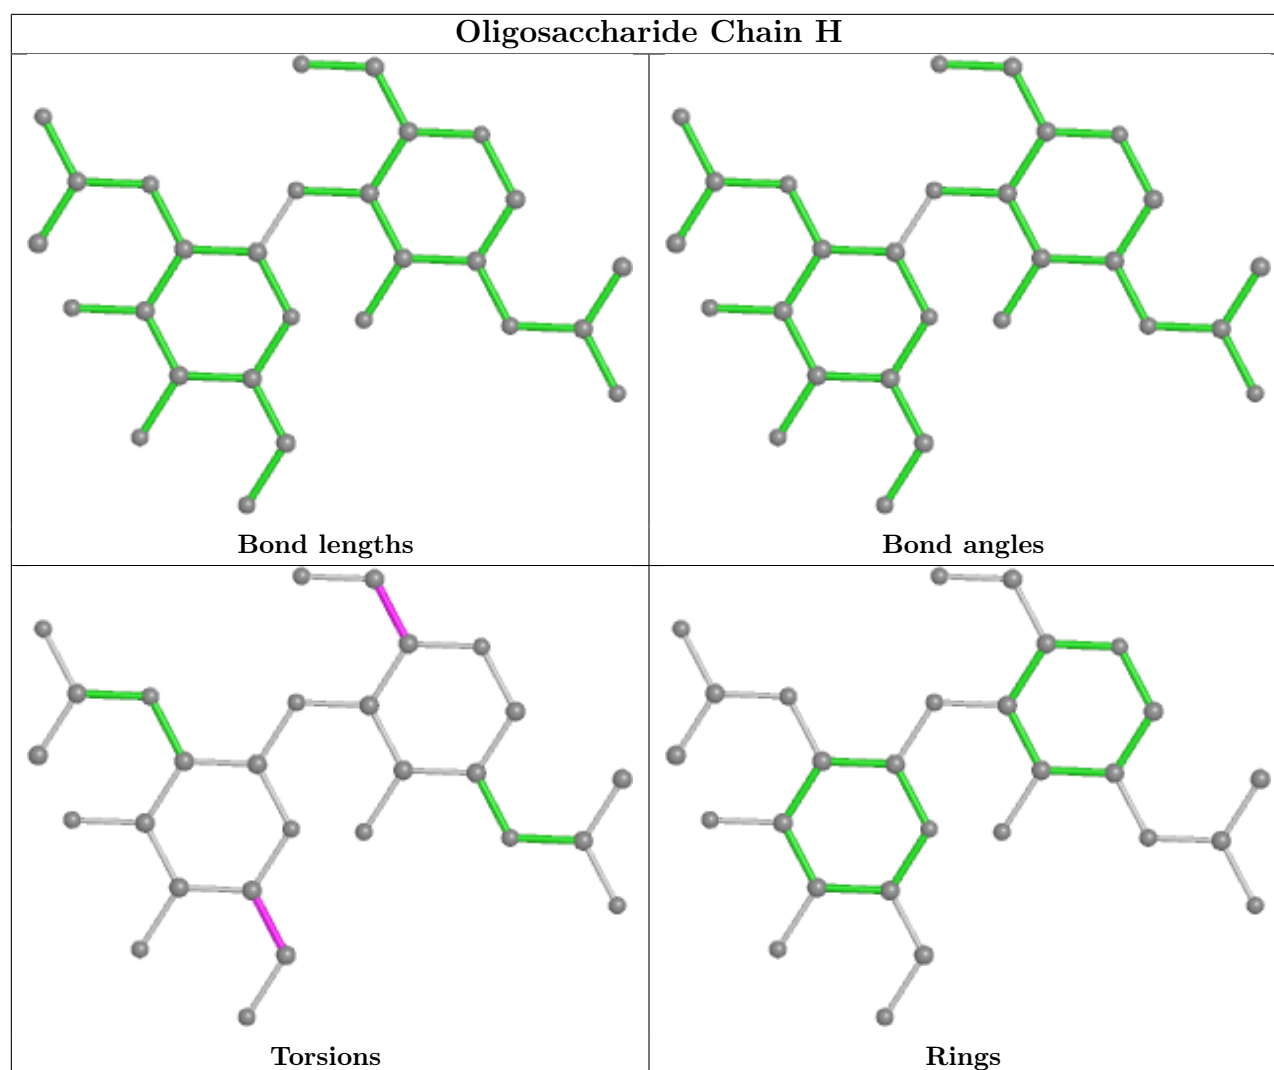 Oligosaccharide Chain H
Bond lengths
Bond angles
Torsions
Rings